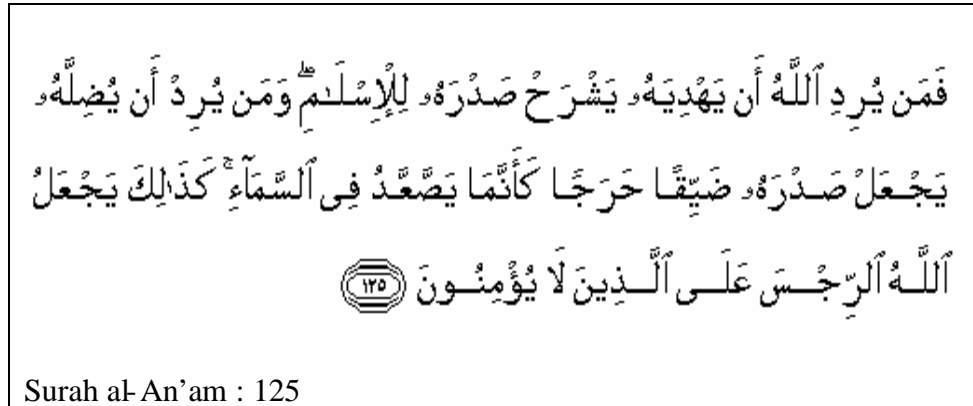 فَمَن يُرِدِ ٱللَّهُ أَن يَهْدِيَهُۥ يَشْرَحْ صَدْرَهُۥ لِلْإِسْلَـٰمِ ۖ وَمَن يُرِدْ أَن يُضِلَّهُۥ
يَجْعَلْ صَدْرَهُۥ ضَيِّقًا حَرَجًا كَأَنَّمَا يَصَّعَّدُ فِى ٱلسَّمَآءِ ۚ كَذَٰلِكَ يَجْعَلُ
ٱللَّهُ ٱلرِّجْسَ عَلَى ٱلَّذِينَ لَا يُؤْمِنُونَ ١٢٥
Surah al-An’am : 125